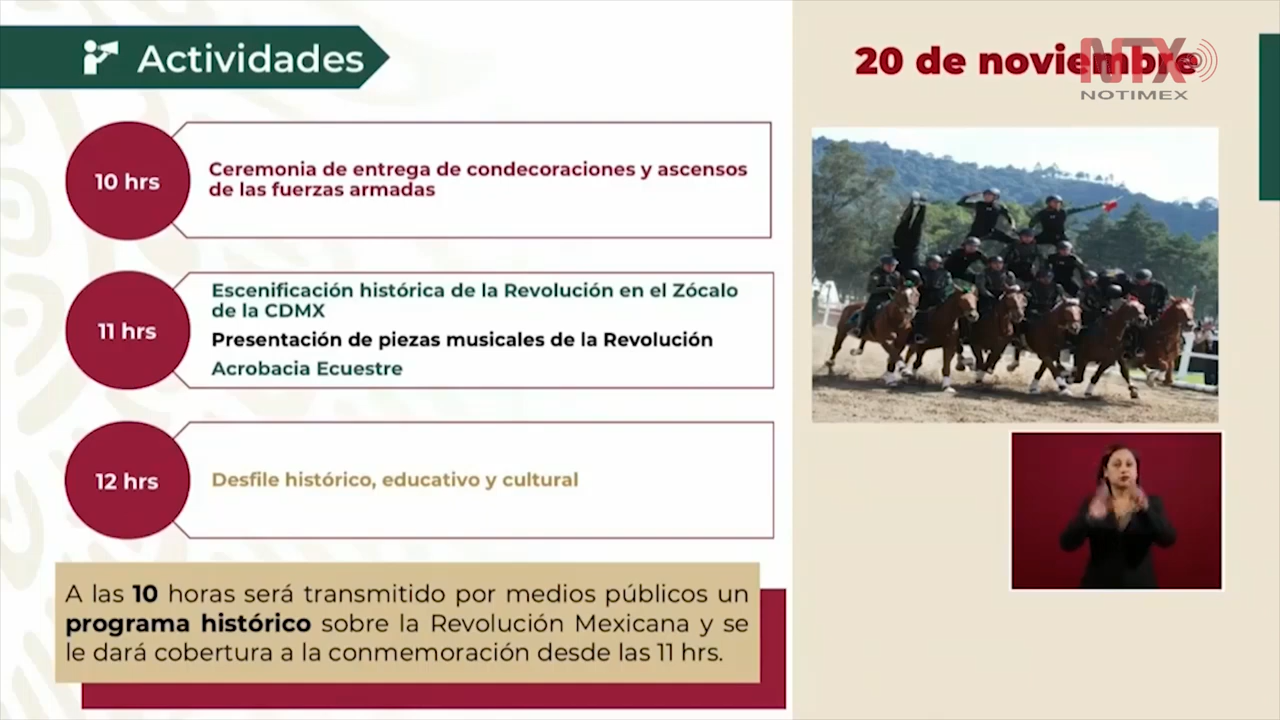 Actividades
20 de noviembre
NTX
NOTIMEX
10 hrs
Ceremonia de entrega de condecoraciones y ascensos
de las fuerzas armadas
11 hrs
Escenificación histórica de la Revolución en el Zócalo
de la CDMX
Presentación de piezas musicales de la Revolución
Acrobacia Ecuestre
12 hrs
Desfile histórico, educativo y cultural
A las 10 horas será transmitido por medios públicos un
programa histórico sobre la Revolución Mexicana y se
le dará cobertura a la conmemoración desde las 11 hrs.